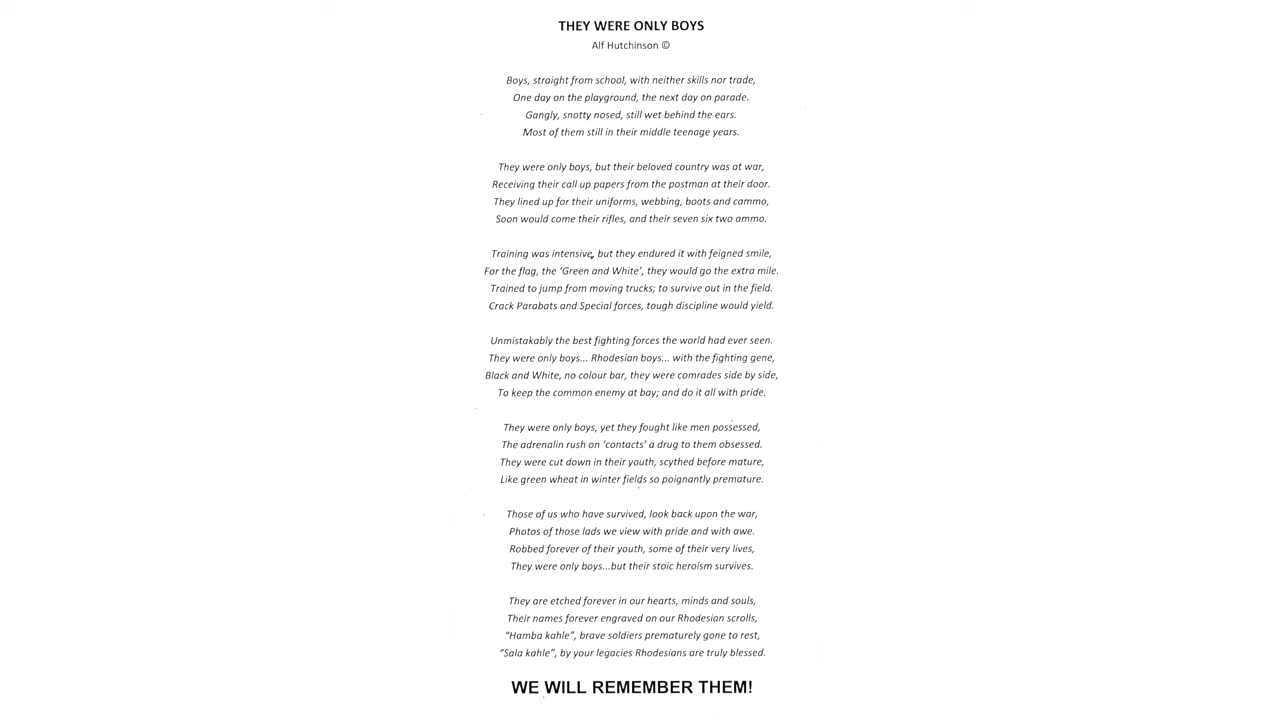 THEY WERE ONLY BOYS
Alf Hutchinson ©
Boys, straight from school, with neither skills nor trade,
One day on the playground, the next day on parade.
Gangly, snotty nosed, still wet behind the ears.
Most of them still in their middle teenage years.
They were only boys, but their beloved country was at war,
Receiving their call up papers from the postman at their door.
They lined up for their uniforms, webbing, boots and cammo,
Soon would come their rifles, and their seven six two ammo.
Training was intensive, but they endured it with feigned smile,
For the flag, the ‘Green and White’, they would go the extra mile.
Trained to jump from moving trucks; to survive out in the field.
Crack Parabats and Special forces, tough discipline would yield.
Unmistakably the best fighting forces the world had ever seen.
They were only boys... Rhodesian boys... with the fighting gene,
Black and White, no colour bar, they were comrades side by side,
To keep the common enemy at bay; and do it all with pride.
They were only boys, yet they fought like men possessed,
The adrenalin rush on ‘contacts’ a drug to them obsessed.
They were cut down in their youth, scythed before mature,
Like green wheat in winter fields so poignantly premature.
Those of us who have survived, look back upon the war,
Photos of those lads we view with pride and with awe.
Robbed forever of their youth, some of their very lives,
They were only boys...but their stoic heroism survives.
They are etched forever in our hearts, minds and souls,
Their names forever engraved on our Rhodesian scrolls,
“Hamba kahle”, brave soldiers prematurely gone to rest,
“Sala kahle”, by your legacies Rhodesians are truly blessed.
WE WILL REMEMBER THEM!